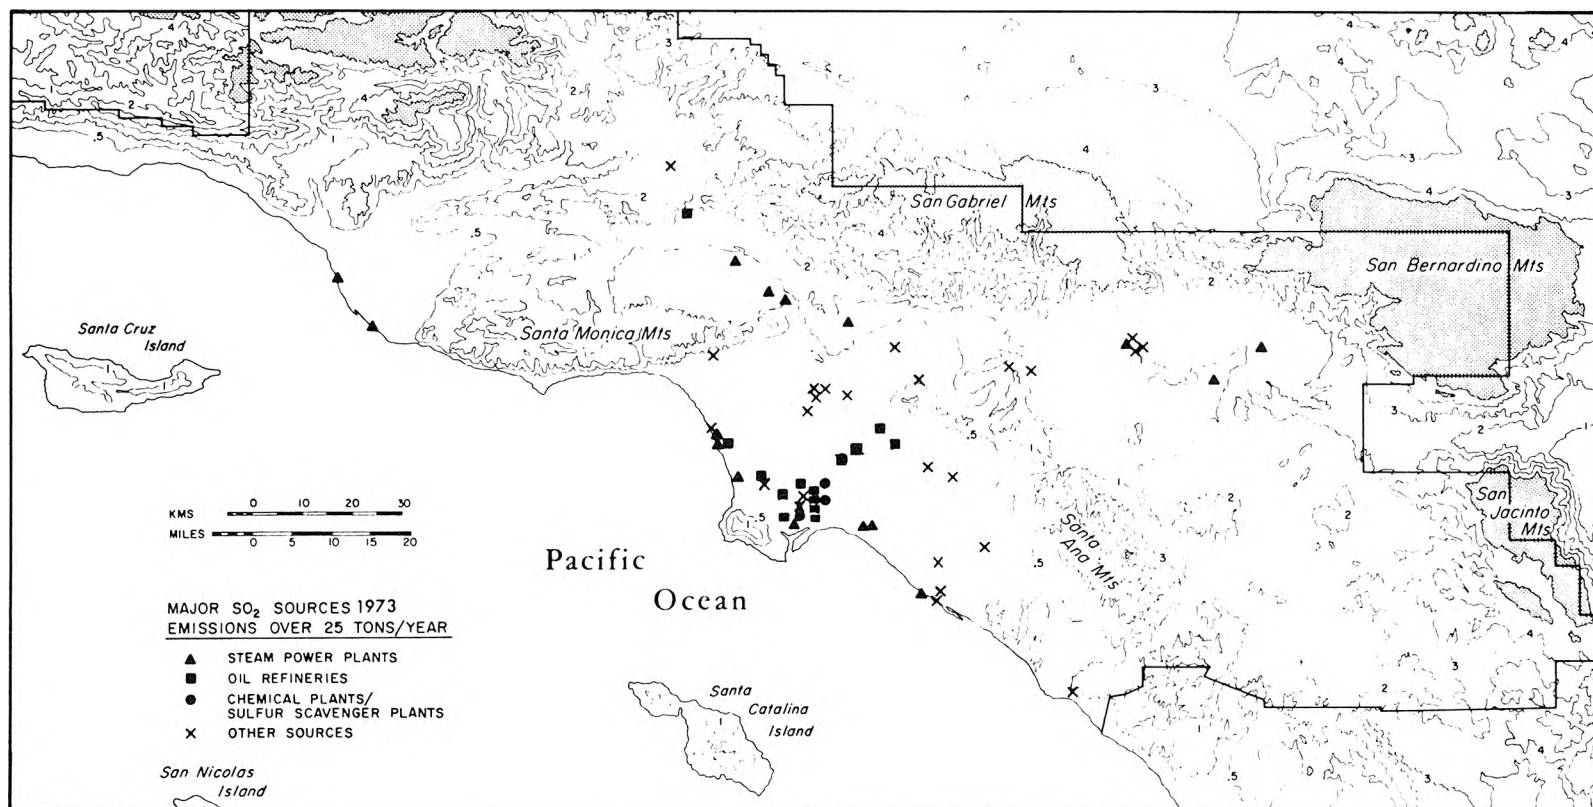 San Gabriel Mts
San Bernardino Mts
Santa Monica Mts
Santa Cruz
Island
KMS 0 10 30
MILES 0 5 10 15 20
Pacific
Ocean
Santa
Ana Mts
San
Jacinto
Mts
MAJOR SO2 SOURCES 1973
EMISSIONS OVER 25 TONS/YEAR
STEAM POWER PLANTS
OIL REFINERIES
CHEMICAL PLANTS/
SULFUR SCAVENGER PLANTS
OTHER SOURCES
Santa
Catalina
Island
San Nicolas
Island